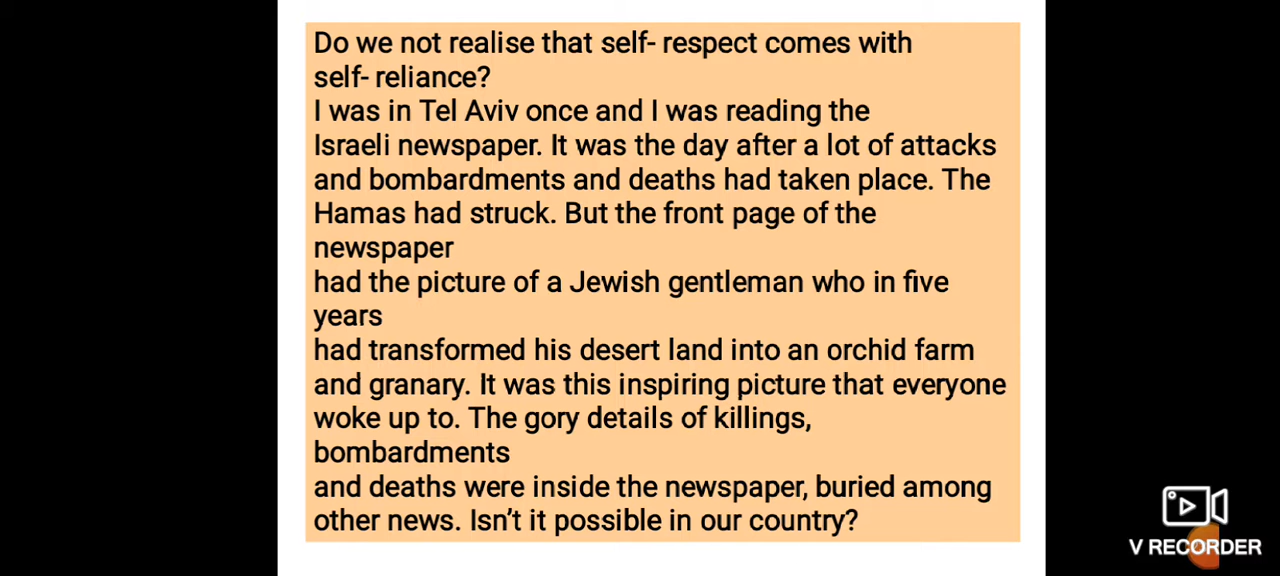 Do we not realise that self- respect comes with
self- reliance?
I was in Tel Aviv once and I was reading the
Israeli newspaper. It was the day after a lot of attacks
and bombardments and deaths had taken place. The
Hamas had struck. But the front page of the
newspaper
had the picture of a Jewish gentleman who in five
years
had transformed his desert land into an orchid farm
and granary. It was this inspiring picture that everyone
woke up to. The gory details of killings,
bombardments
and deaths were inside the newspaper, buried among
other news. Isn’t it possible in our country?
V RECORDER